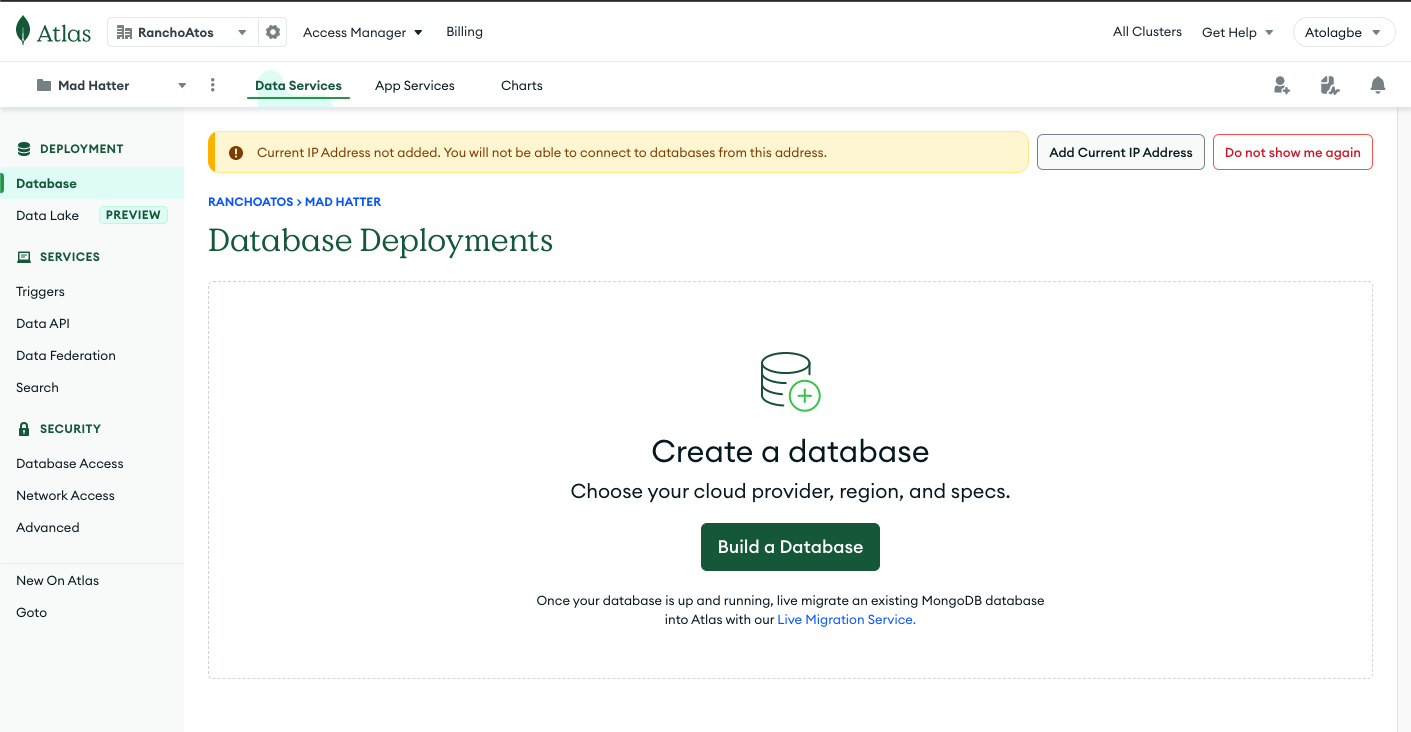 Atlas
RanchoAtos
Access Manager
Billing
All Clusters
Get Help
Atolagbe
Mad Hatter
Data Services
App Services
Charts
DEPLOYMENT
Database
Data Lake
PREVIEW
SERVICES
Triggers
Data API
Data Federation
Search
SECURITY
Database Access
Network Access
Advanced
New On Atlas
Goto
Current IP Address not added. You will not be able to connect to databases from this address.
Add Current IP Address
Do not show me again
RANCHOATOS > MAD HATTER
Database Deployments
Create a database
Choose your cloud provider, region, and specs.
Build a Database
Once your database is up and running, live migrate an existing MongoDB database
into Atlas with our Live Migration Service.